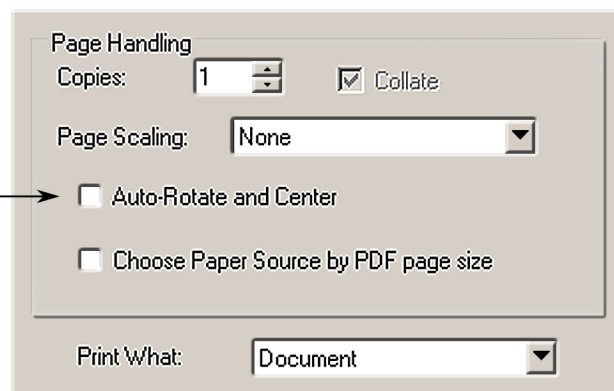 Page Handling
Copies: 1 Collate
Page Scaling: None
Auto-Rotate and Center
Choose Paper Source by PDF page size
Print What: Document